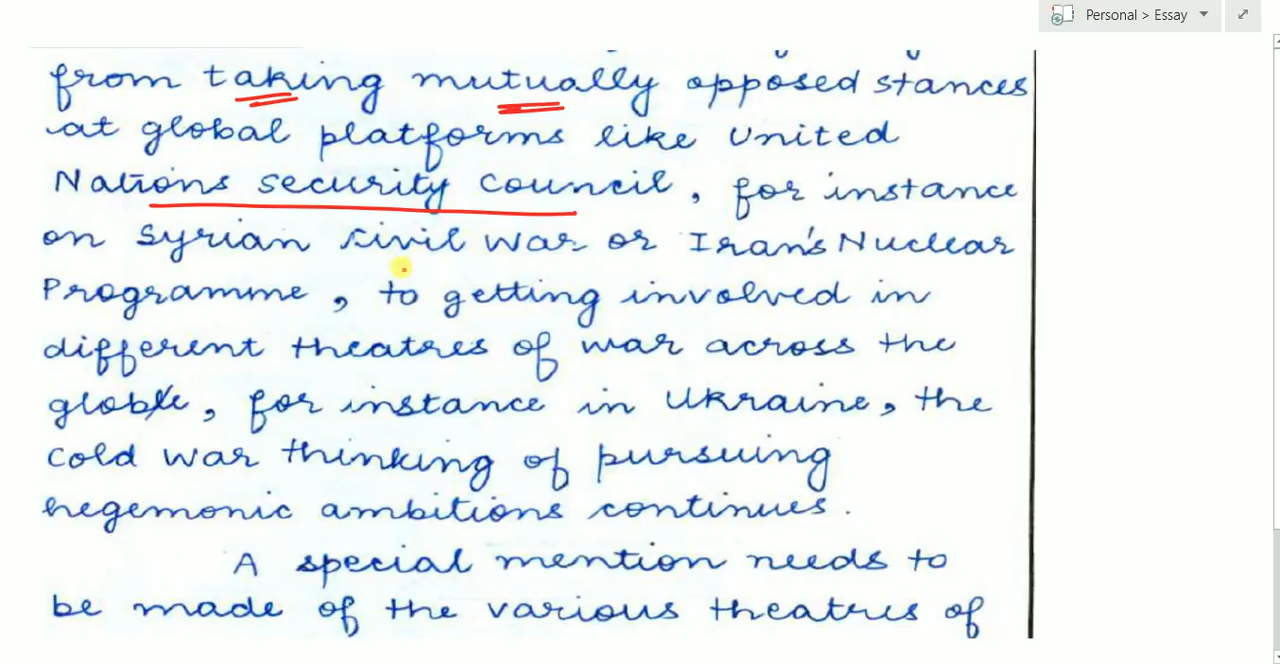 Personal > Essay
from taking mutually opposed stances
at global platforms like United
Nations security council, for instance
on Syrian civil war or Iran's Nuclear
Programme, to getting involved in
different theatres of war across the
globe, for instance in Ukraine, the
cold war thinking of pursuing
hegemonic ambitions continues.
A special mention needs to
be made of the various theatres of